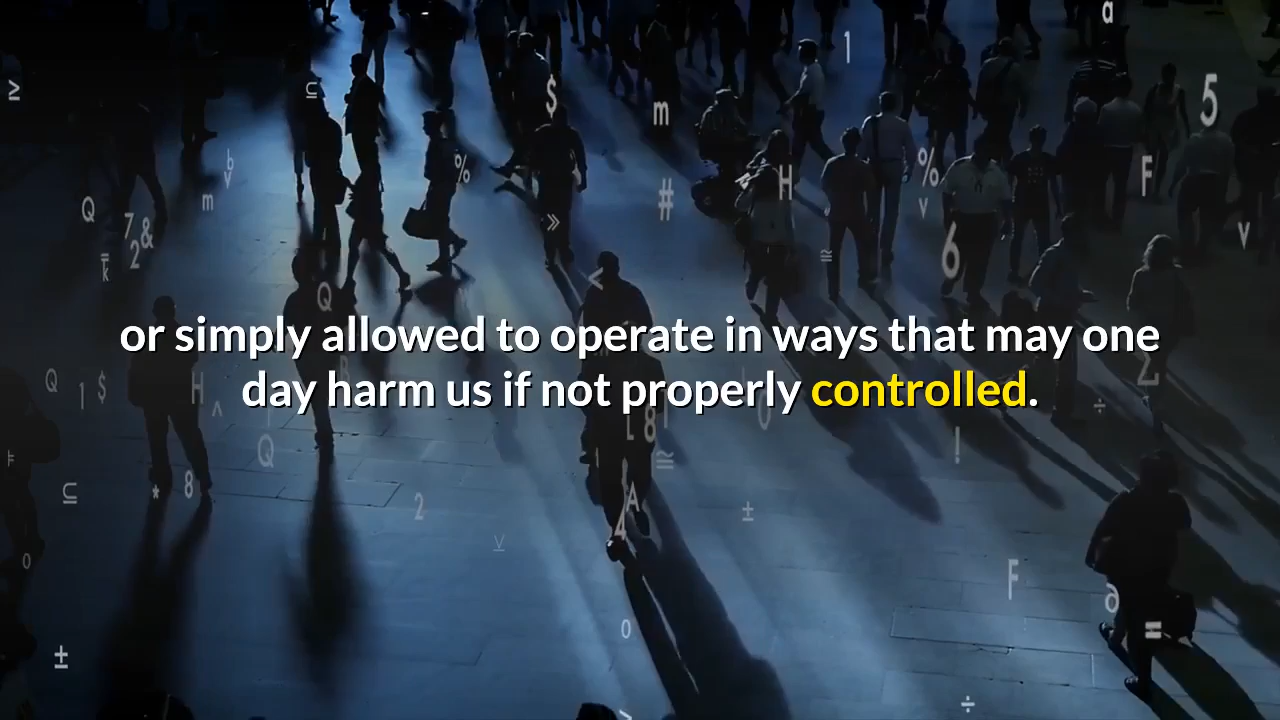 or simply allowed to operate in ways that may one
day harm us if not properly controlled.